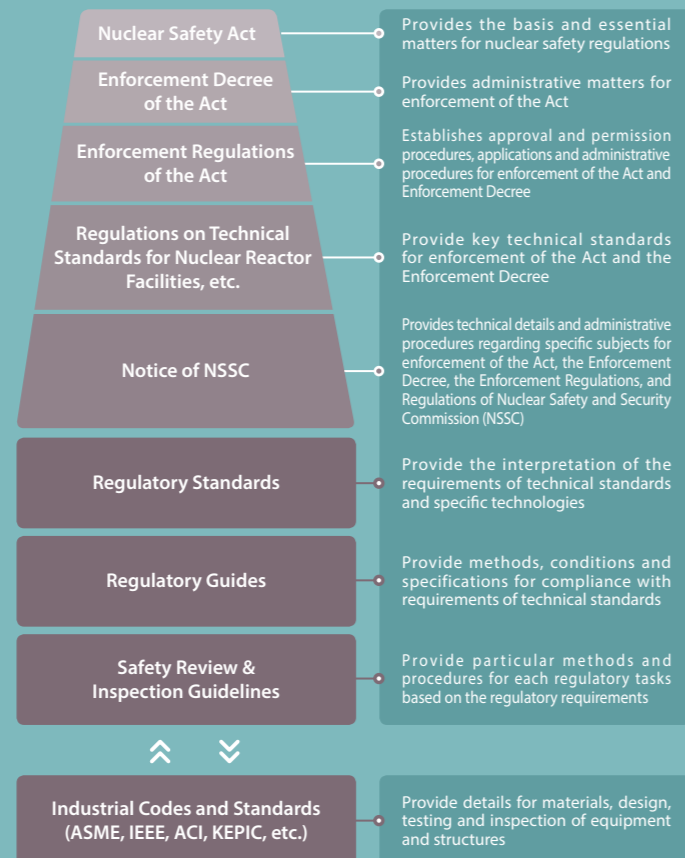 Nuclear Safety Act
Provides the basis and essential
matters for nuclear safety regulations
Enforcement Decree
of the Act
Provides administrative matters for
enforcement of the Act
Enforcement Regulations
of the Act
Establishes approval and permission
procedures, applications and administrative
procedures for enforcement of the Act and
Enforcement Decree
Regulations on Technical
Standards for Nuclear Reactor
Facilities, etc.
Provide key technical standards
for enforcement of the Act and the
Enforcement Decree
Notice of NSSC
Provides technical details and administrative
procedures regarding specific subjects for
enforcement of the Act, the Enforcement
Decree, the Enforcement Regulations, and
Regulations of Nuclear Safety and Security
Commission (NSSC)
Regulatory Standards
Provide the interpretation of the
requirements of technical standards
and specific technologies
Regulatory Guides
Provide methods, conditions and
specifications for compliance with
requirements of technical standards
Safety Review &
Inspection Guidelines
Provide particular methods and
procedures for each regulatory tasks
based on the regulatory requirements
Industrial Codes and Standards
(ASME, IEEE, ACI, KEPIC, etc.)
Provide details for materials, design,
testing and inspection of equipment
and structures